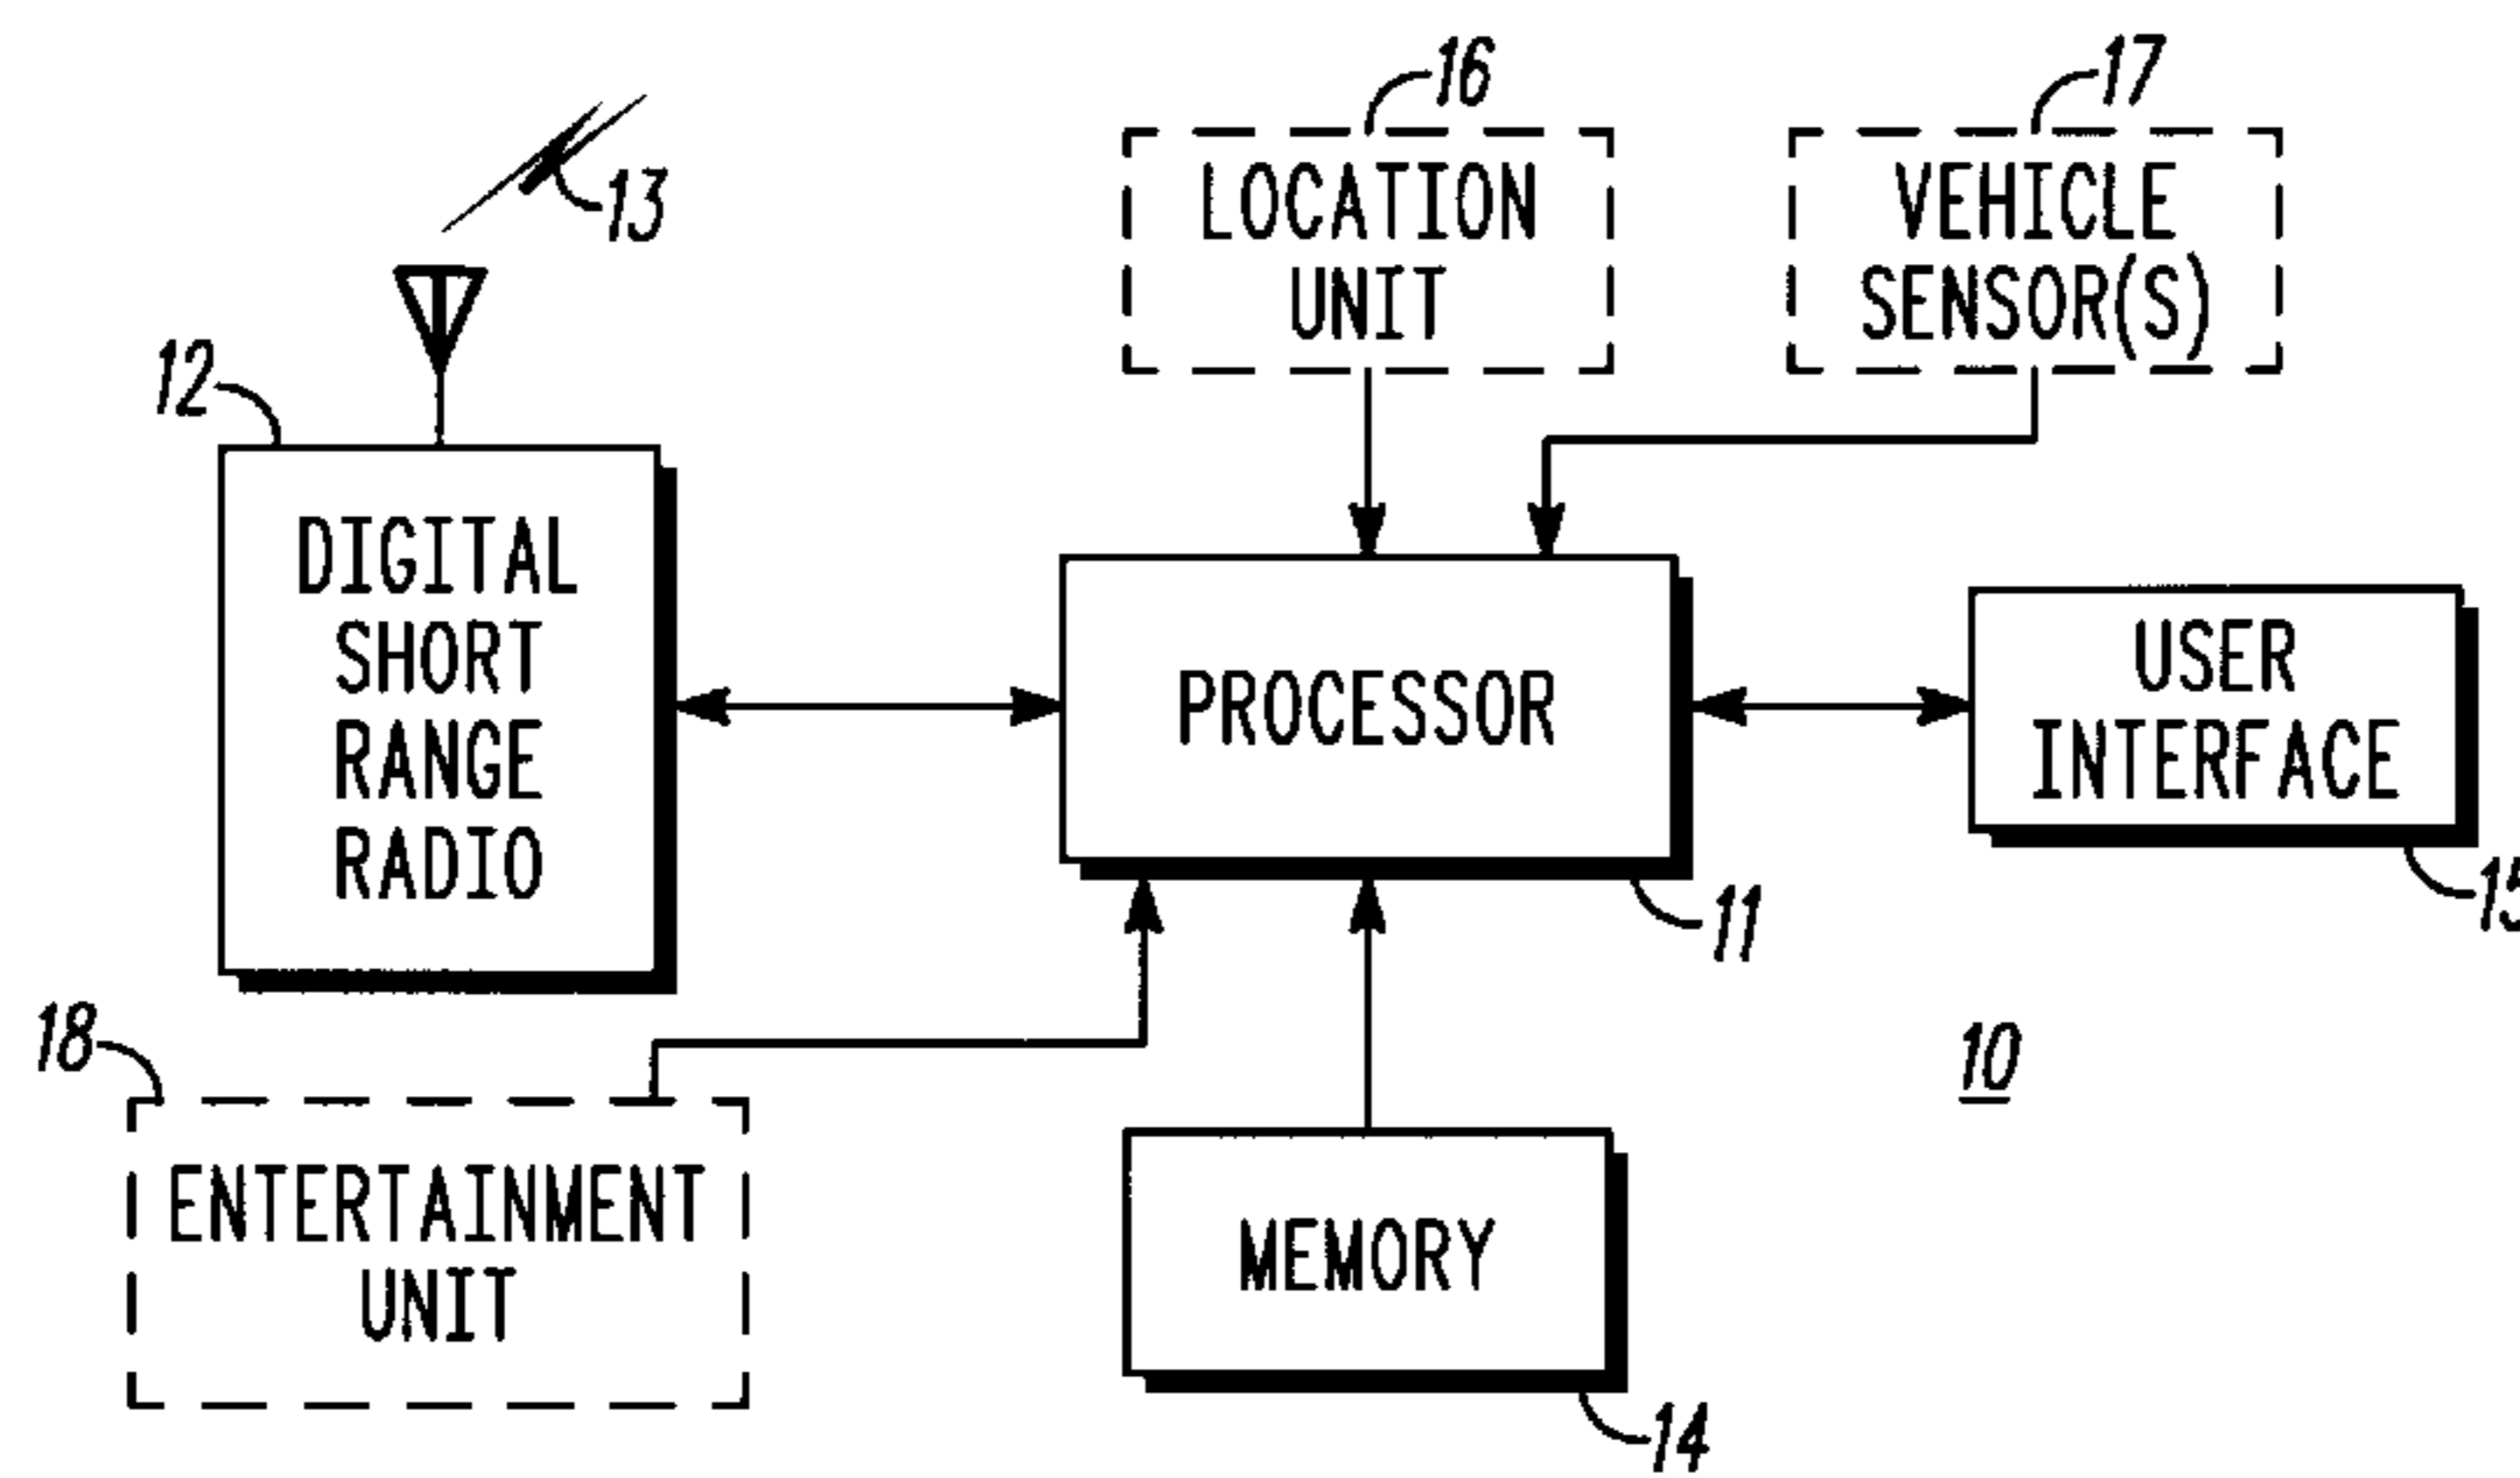 16
17
13
LOCATION
UNIT
VEHICLE
SENSOR(S)
12
DIGITAL
SHORT
RANGE
RADIO
PROCESSOR
USER
INTERFACE
15
11
18
10
ENTERTAINMENT
UNIT
MEMORY
14